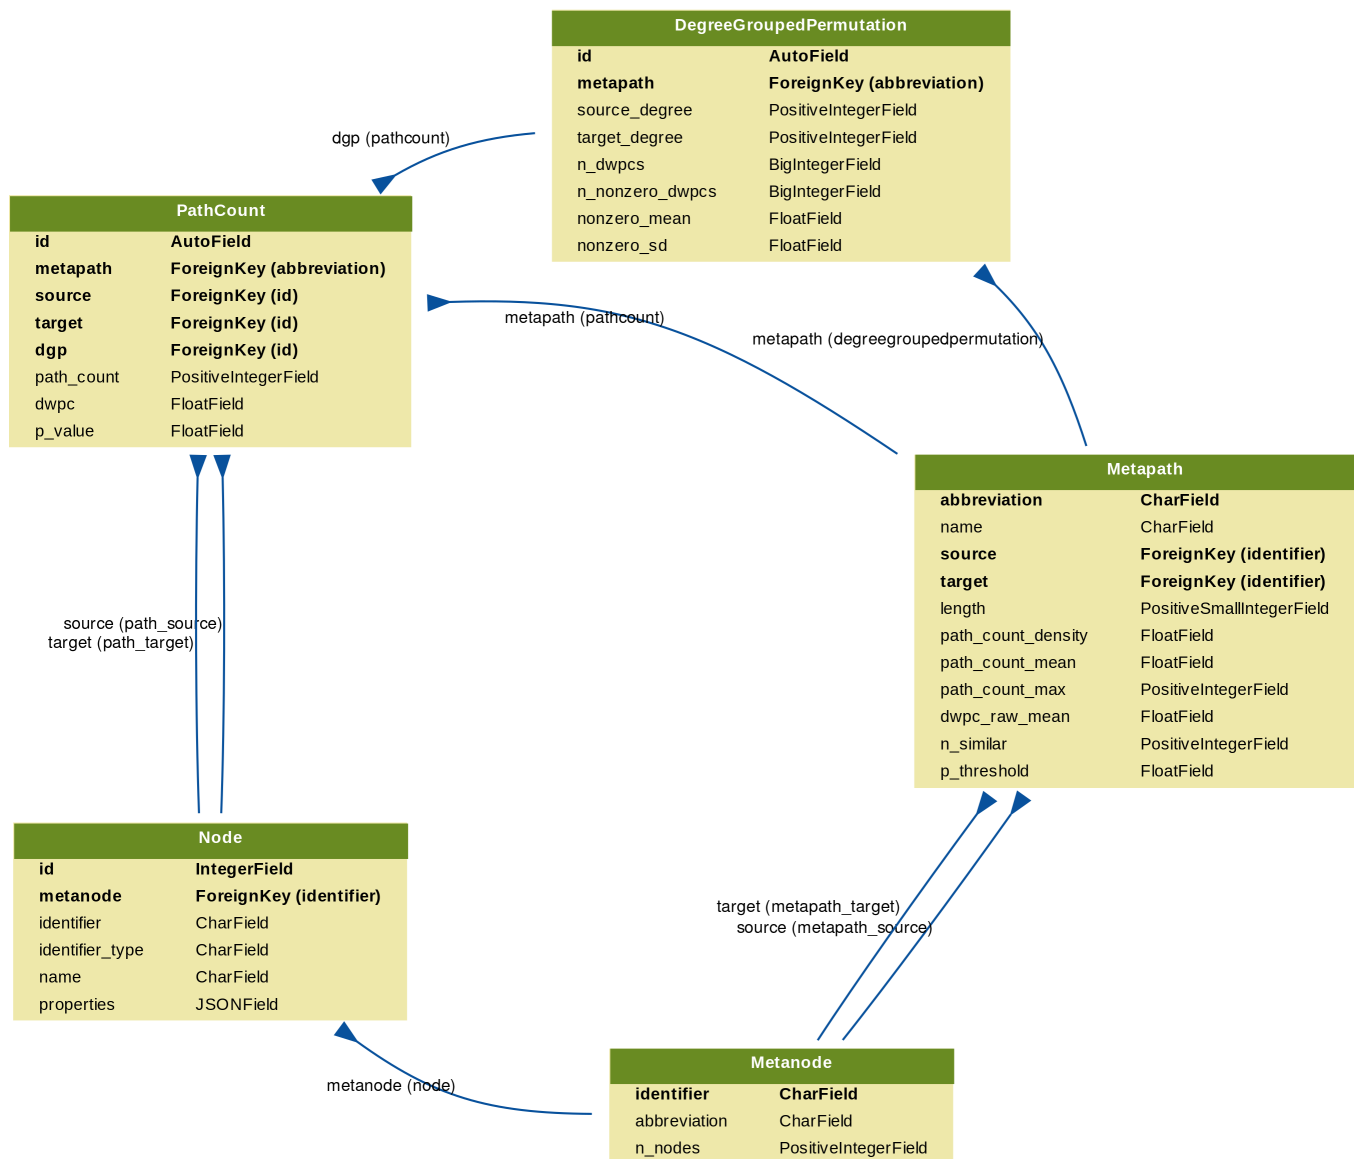 DegreeGroupedPermutation
id AutoField
metapath ForeignKey (abbreviation)
source_degree PositiveIntegerField
target_degree PositiveIntegerField
n_dwpcs BigIntegerField
n_nonzero_dwpcs BigIntegerField
nonzero_mean FloatField
nonzero_sd FloatField
dgp (pathcount)
PathCount
id AutoField
metapath ForeignKey (abbreviation)
source ForeignKey (id)
target ForeignKey (id)
dgp ForeignKey (id)
path_count PositiveIntegerField
dwpc FloatField
p_value FloatField
metapath (pathcount)
metapath (degreegroupedpermutation)
Metapath
abbreviation CharField
name CharField
source ForeignKey (identifier)
target ForeignKey (identifier)
length PositiveSmallIntegerField
path_count_density FloatField
path_count_mean FloatField
path_count_max PositiveIntegerField
dwpc_raw_mean FloatField
n_similar PositiveIntegerField
p_threshold FloatField
source (path_source)
target (path_target)
Node
id IntegerField
metanode ForeignKey (identifier)
identifier CharField
identifier_type CharField
name CharField
properties JSONField
target (metapath_target)
source (metapath_source)
metanode (node)
Metanode
identifier CharField
abbreviation CharField
n_nodes PositiveIntegerField